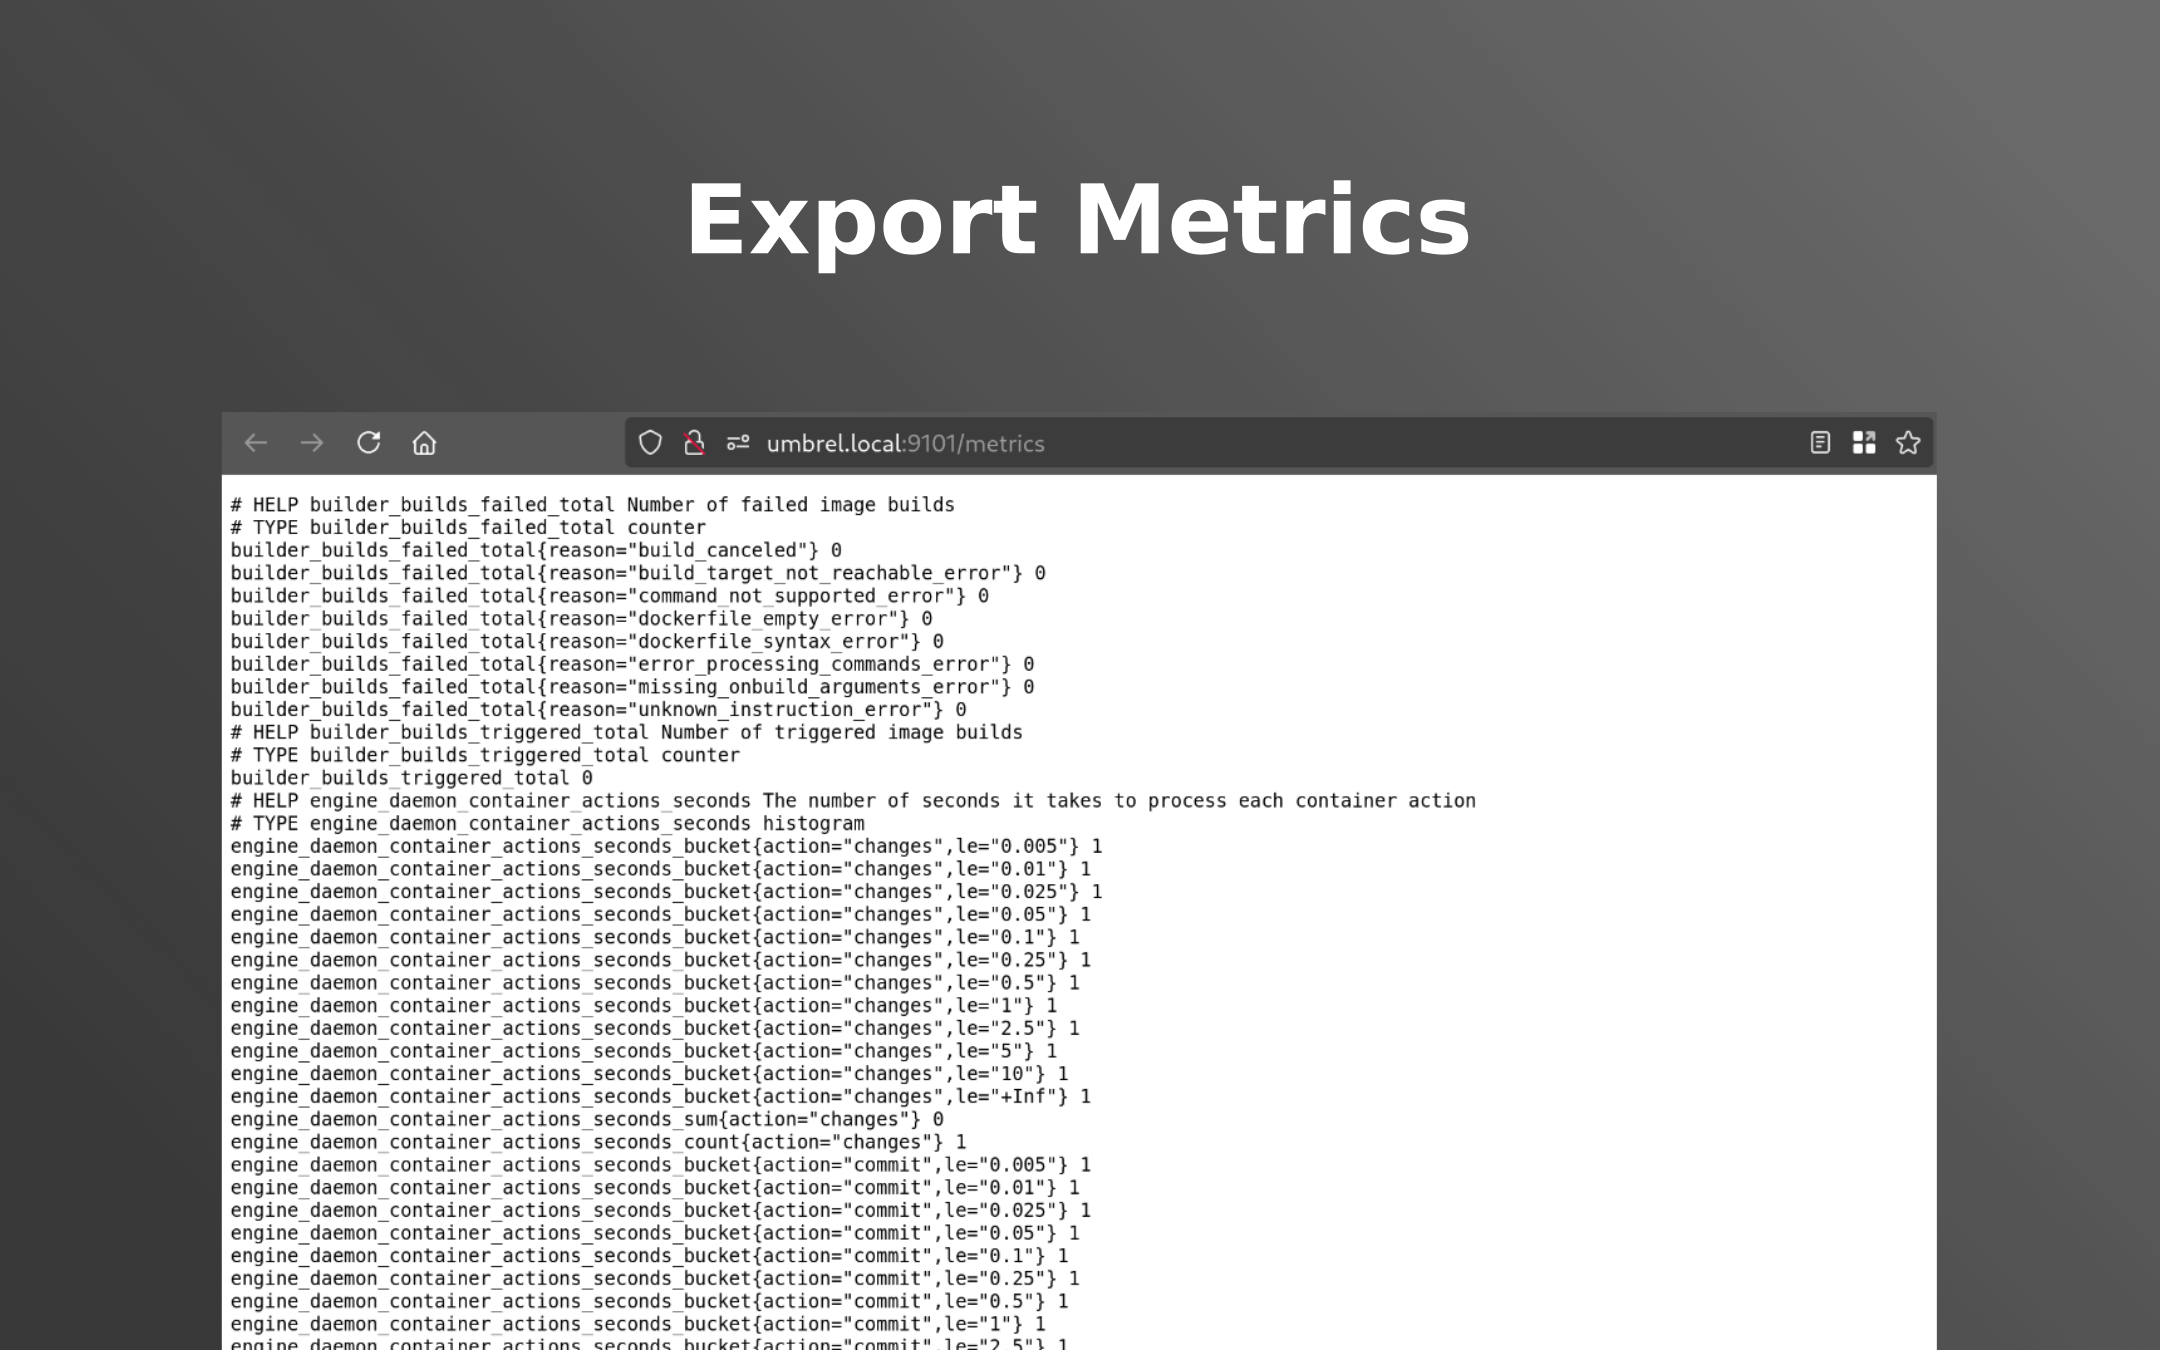 Export Metrics
umbrel.local:9101/metrics
# HELP builder_builds_failed_total Number of failed image builds
# TYPE builder_builds_failed_total counter
builder_builds_failed_total{reason="build_canceled"} 0
builder_builds_failed_total{reason="build_target_not_reachable_error"} 0
builder_builds_failed_total{reason="command_not_supported_error"} 0
builder_builds_failed_total{reason="dockerfile_empty_error"} 0
builder_builds_failed_total{reason="dockerfile_syntax_error"} 0
builder_builds_failed_total{reason="error_processing_commands_error"} 0
builder_builds_failed_total{reason="missing_onbuild_arguments_error"} 0
builder_builds_failed_total{reason="unknown_instruction_error"} 0
# HELP builder_builds_triggered_total Number of triggered image builds
# TYPE builder_builds_triggered_total counter
builder_builds_triggered_total 0
# HELP engine_daemon_container_actions_seconds The number of seconds it takes to process each container action
# TYPE engine_daemon_container_actions_seconds histogram
engine_daemon_container_actions_seconds_bucket{action="changes",le="0.005"} 1
engine_daemon_container_actions_seconds_bucket{action="changes",le="0.01"} 1
engine_daemon_container_actions_seconds_bucket{action="changes",le="0.025"} 1
engine_daemon_container_actions_seconds_bucket{action="changes",le="0.05"} 1
engine_daemon_container_actions_seconds_bucket{action="changes",le="0.1"} 1
engine_daemon_container_actions_seconds_bucket{action="changes",le="0.25"} 1
engine_daemon_container_actions_seconds_bucket{action="changes",le="0.5"} 1
engine_daemon_container_actions_seconds_bucket{action="changes",le="1"} 1
engine_daemon_container_actions_seconds_bucket{action="changes",le="2.5"} 1
engine_daemon_container_actions_seconds_bucket{action="changes",le="5"} 1
engine_daemon_container_actions_seconds_bucket{action="changes",le="10"} 1
engine_daemon_container_actions_seconds_bucket{action="changes",le="+Inf"} 1
engine_daemon_container_actions_seconds_sum{action="changes"} 0
engine_daemon_container_actions_seconds_count{action="changes"} 1
engine_daemon_container_actions_seconds_bucket{action="commit",le="0.005"} 1
engine_daemon_container_actions_seconds_bucket{action="commit",le="0.01"} 1
engine_daemon_container_actions_seconds_bucket{action="commit",le="0.025"} 1
engine_daemon_container_actions_seconds_bucket{action="commit",le="0.05"} 1
engine_daemon_container_actions_seconds_bucket{action="commit",le="0.1"} 1
engine_daemon_container_actions_seconds_bucket{action="commit",le="0.25"} 1
engine_daemon_container_actions_seconds_bucket{action="commit",le="0.5"} 1
engine_daemon_container_actions_seconds_bucket{action="commit",le="1"} 1
engine_daemon_container_actions_seconds_bucket{action="commit",le="2.5"} 1